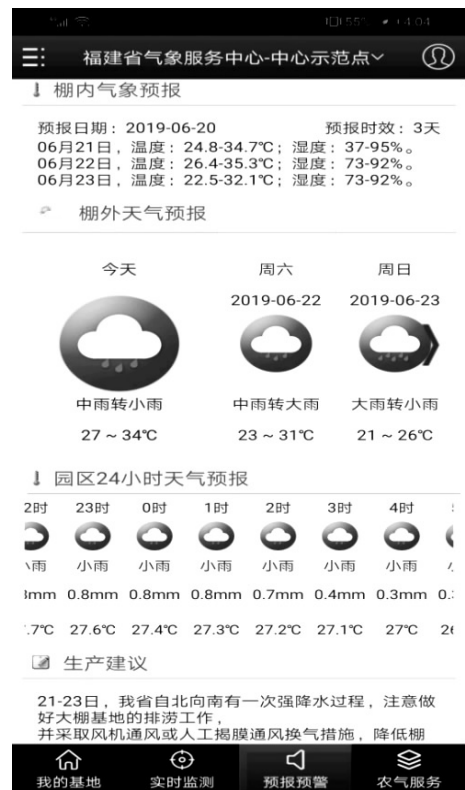 55%
4:04
福建省气象服务中心-中心示范点
棚内气象预报
预报日期：2019-06-20 预报时效：3天
06月21日，温度：24.8-34.7℃；湿度：37-95%。
06月22日，温度：26.4-35.3℃；湿度：73-92%。
06月23日，温度：22.5-32.1℃；湿度：73-92%。
棚外天气预报
今天 周六 周日
2019-06-22 2019-06-23
中雨转小雨 中雨转大雨 大雨转小雨
27 ~ 34℃ 23 ~ 31℃ 21 ~ 26℃
园区24小时天气预报
2时 23时 0时 1时 2时 3时 4时
雨 小雨 小雨 小雨 小雨 小雨 小雨
mm 0.8mm 0.8mm 0.8mm 0.7mm 0.4mm 0.3mm 0.
.7℃ 27.6℃ 27.4℃ 27.3℃ 27.2℃ 27.1℃ 27℃ 26
生产建议
21-23日，我省自北向南有一次强降水过程，注意做
好大棚基地的排涝工作，
并采取风机通风或人工揭膜通风换气措施，降低棚
我的基地 实时监测 预报预警 农气服务